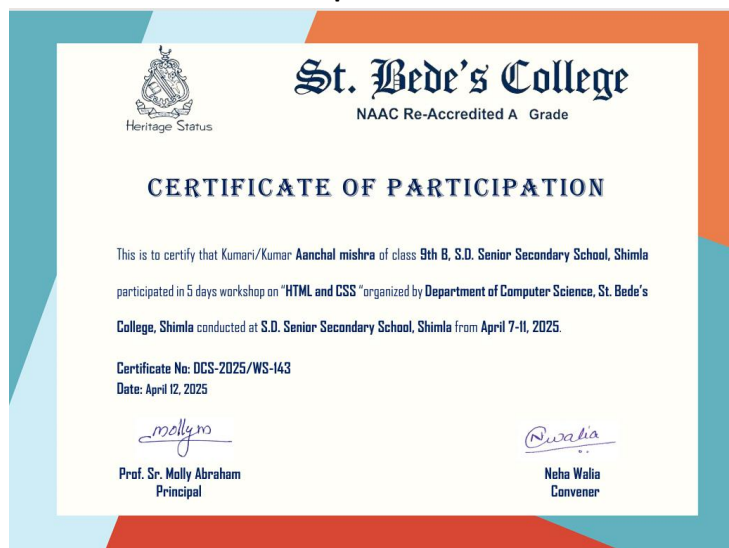 St. Bede's College
NAAC Re-Accredited A Grade
Heritage Status
CERTIFICATE OF PARTICIPATION
This is to certify that Kumari/Kumar Aanchal mishra of class 9th B, S.D. Senior Secondary School, Shimla
participated in 5 days workshop on "HTML and CSS "organized by Department of Computer Science, St. Bede's
College, Shimla conducted at S.D. Senior Secondary School, Shimla from April 7-11, 2025.
Certificate No: DCS-2025/WS-143
Date: April 12, 2025
mollym
Nwalia
Prof. Sr. Molly Abraham
Neha Walia
Principal
Convener